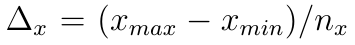 Δ_x = (x_{max} − x_{min})/n_x